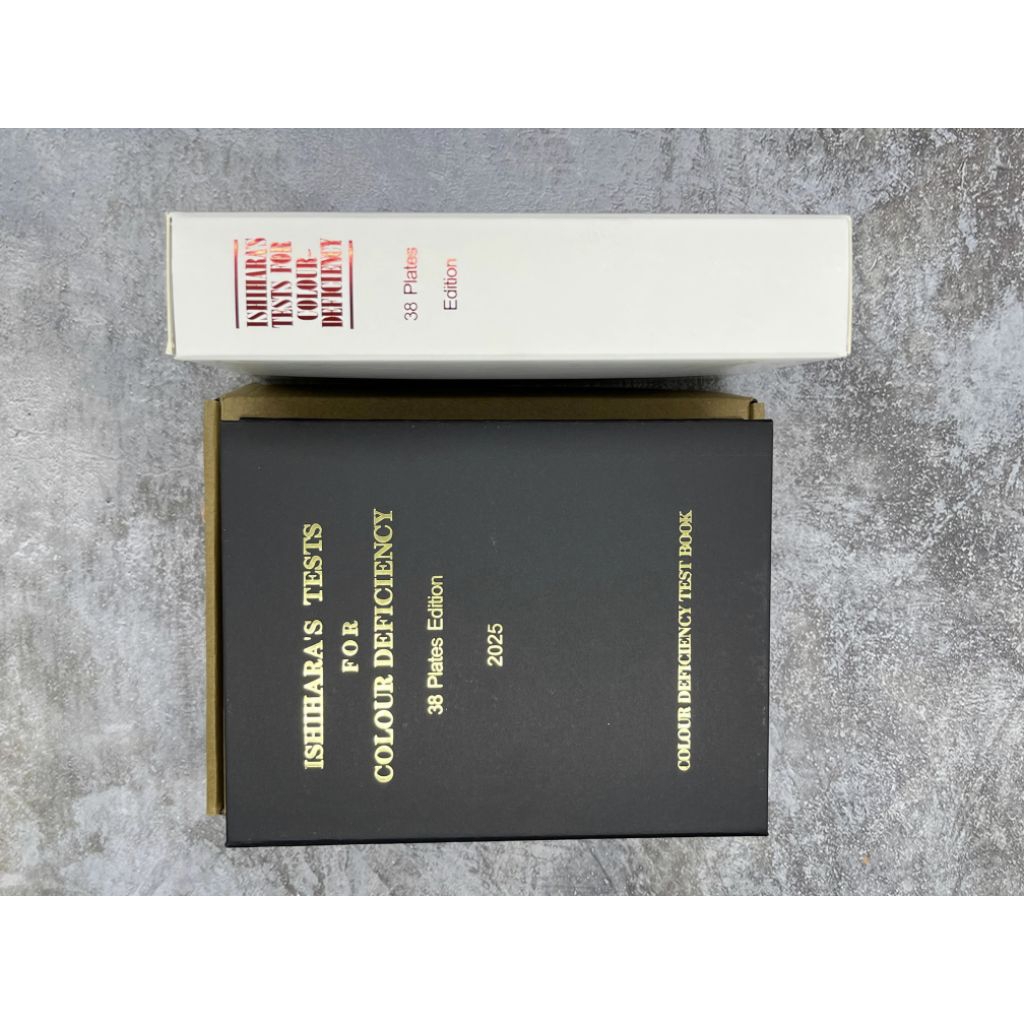 ISHIHARA'S
TESTS FOR
COLOUR-
DEFICIENCY
38 Plates
Edition
ISHIHARA'S TESTS
FOR
COLOUR DEFICIENCY
38 Plates Edition
2025
COLOUR DEFICIENCY TEST BOOK